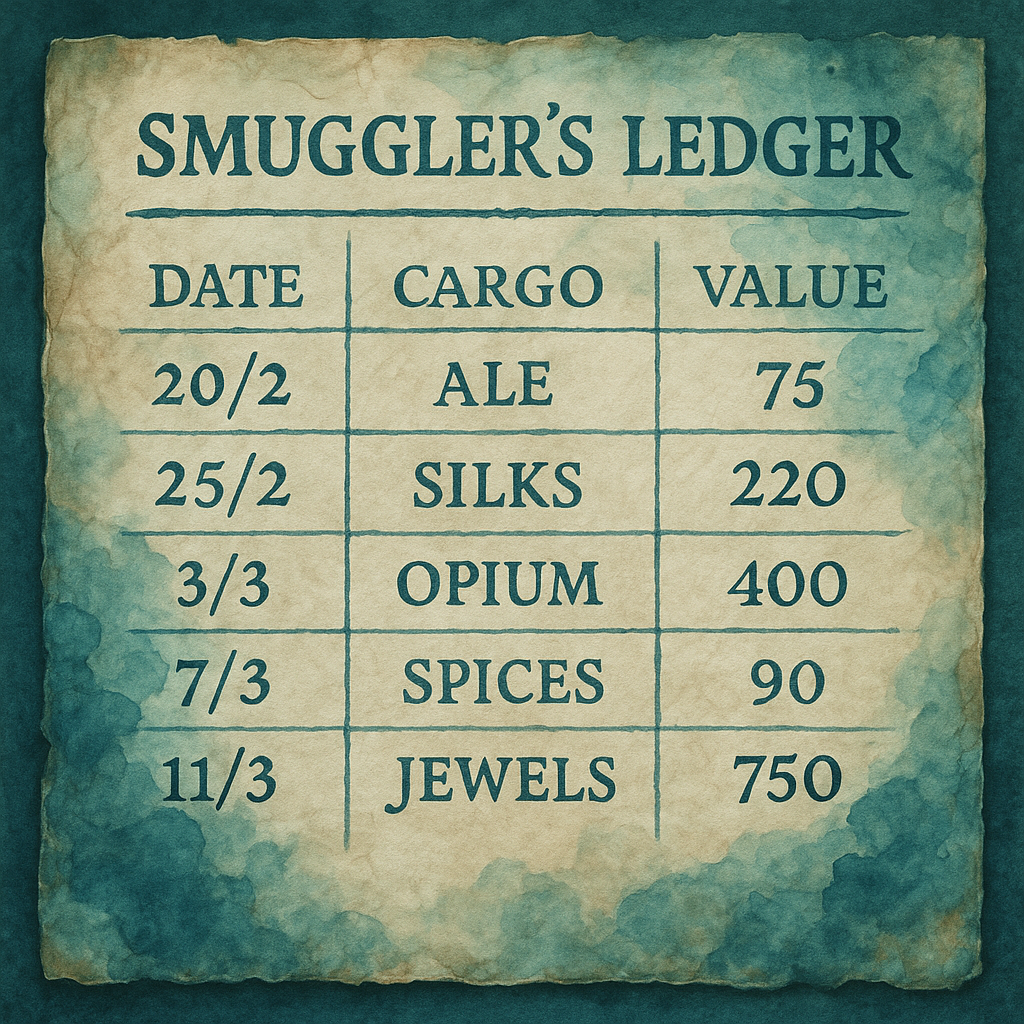 SMUGGLER'S LEDGER
DATE CARGO VALUE
20/2 ALE 75
25/2 SILKS 220
3/3 OPIUM 400
7/3 SPICES 90
11/3 JEWELS 750